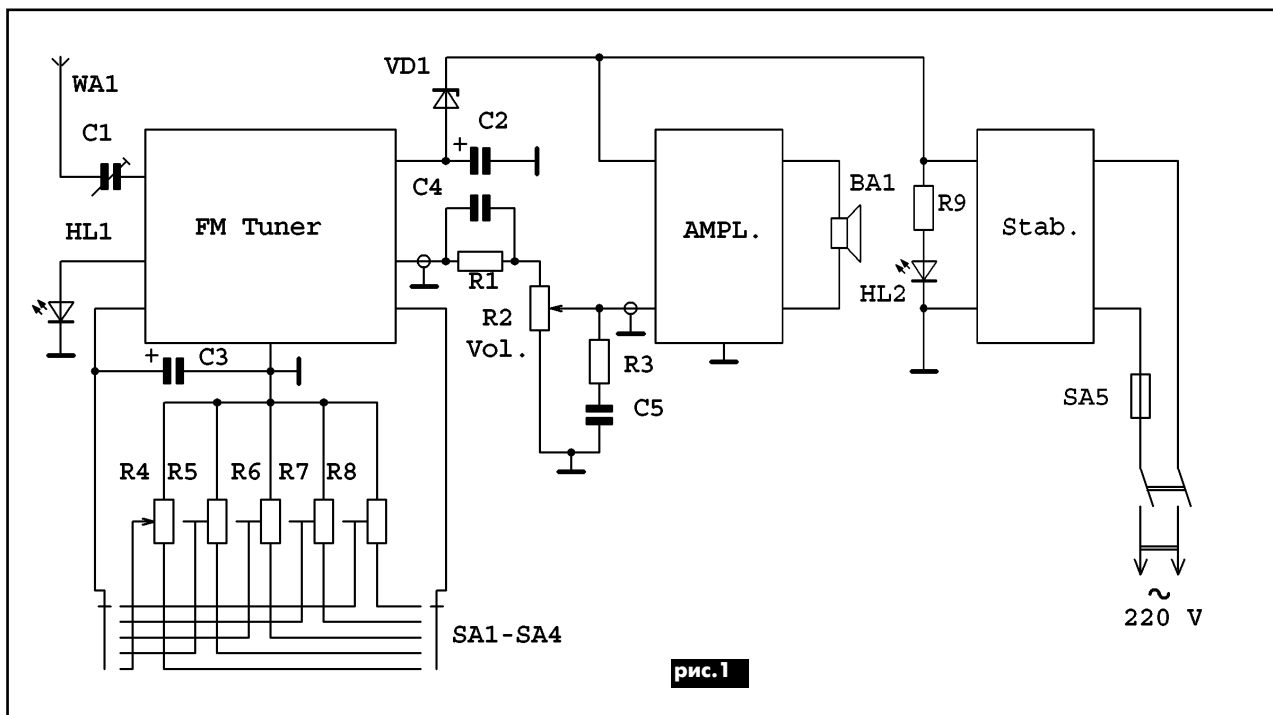 WA1
VD1
C1
C2
+
C4
HL1
FM Tuner
AMPL.
BA1
R9
Stab.
R1
HL2
R2
Vol.
+
C3
R3
SA5
C5
R4 R5 R6 R7 R8
SA1-SA4
~
220 V
рис.1